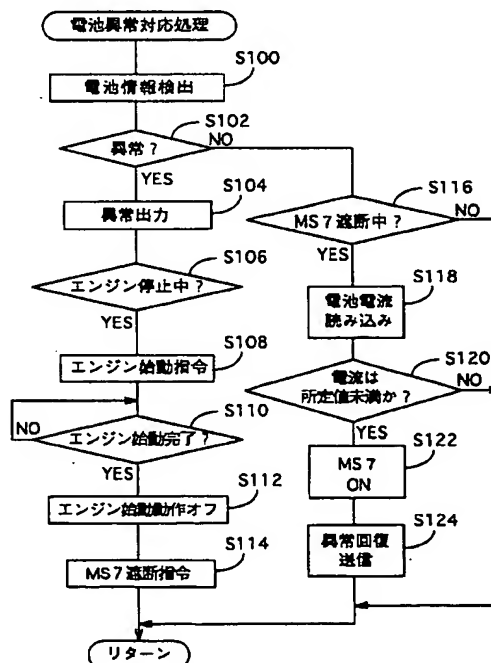 電池異常対応処理
S100
電池情報検出
S102
異常？
NO
YES
S104
異常出力
S106
エンジン停止中？
YES
S108
エンジン始動指令
S110
NO
エンジン始動完了？
YES
S112
エンジン始動動作オフ
S114
MS7遮断指令
S116
MS7遮断中？
NO
YES
S118
電池電流
読み込み
S120
電流は
所定値未満か？
NO
YES
S122
MS7
ON
S124
異常回復
送信
リターン